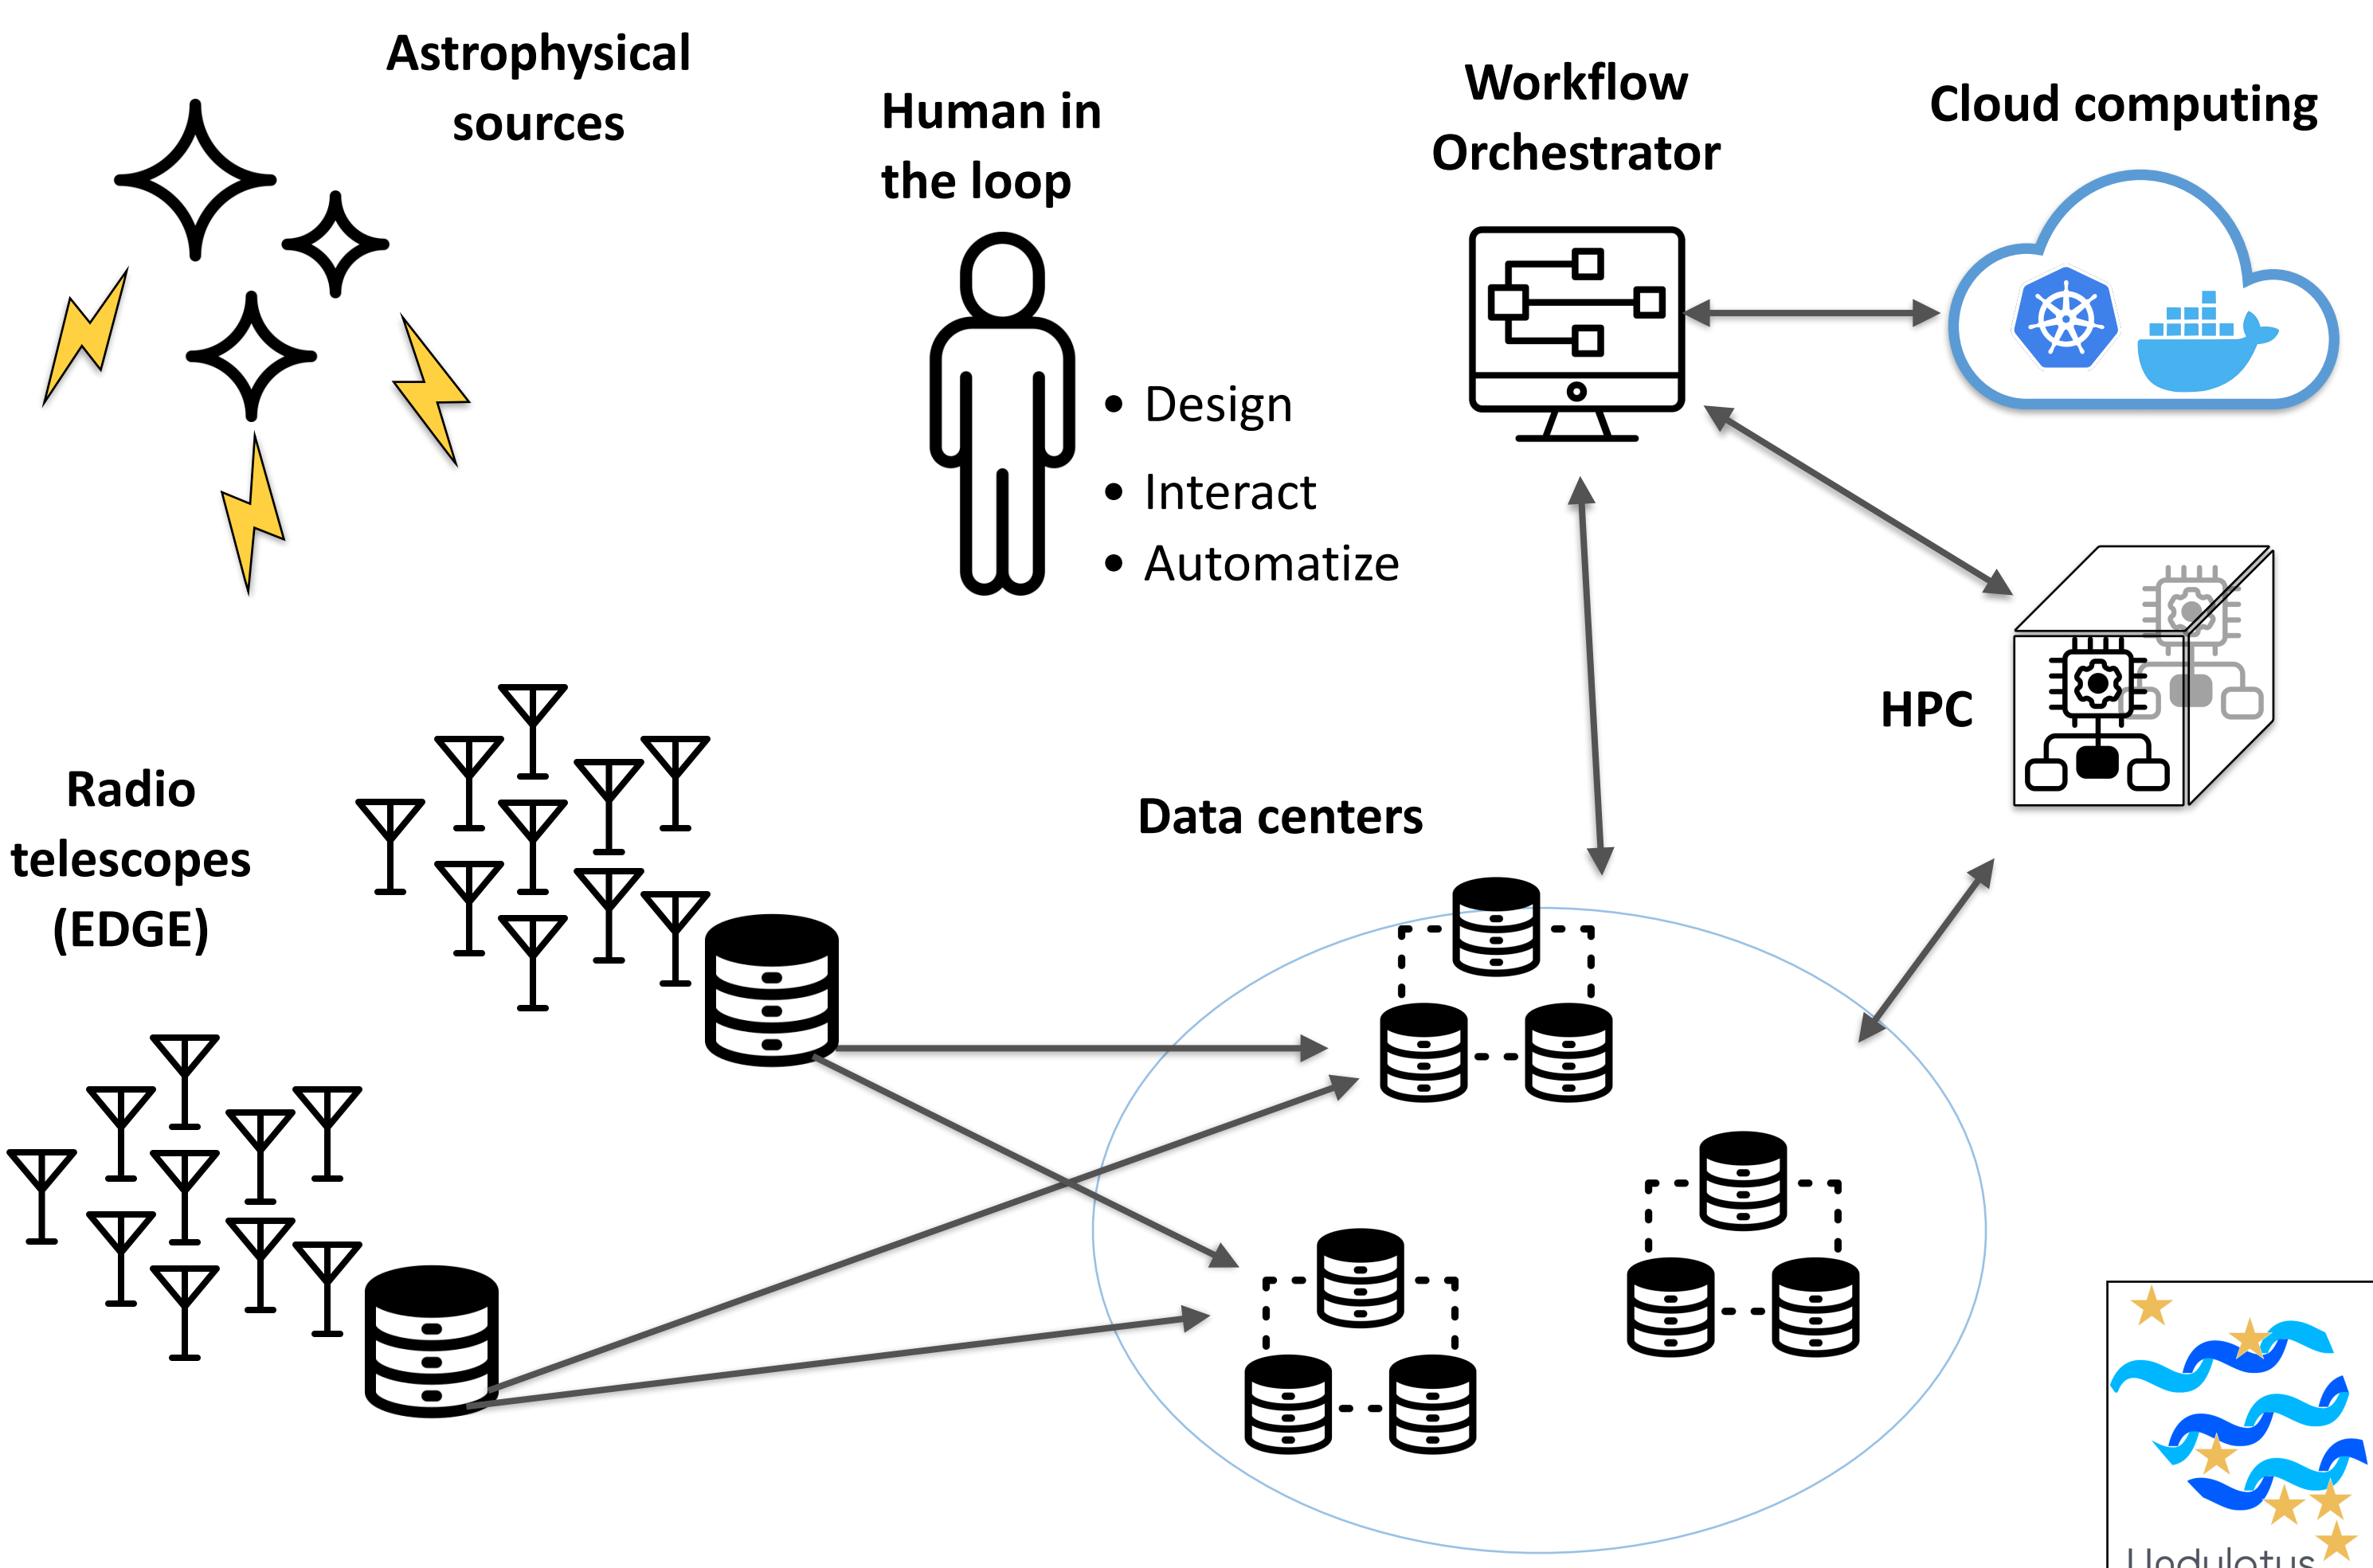 Astrophysical
sources
Human in
the loop
• Design
• Interact
• Automatize
Workflow
Orchestrator
Cloud computing
HPC
Radio
telescopes
(EDGE)
Data centers
Undulatus